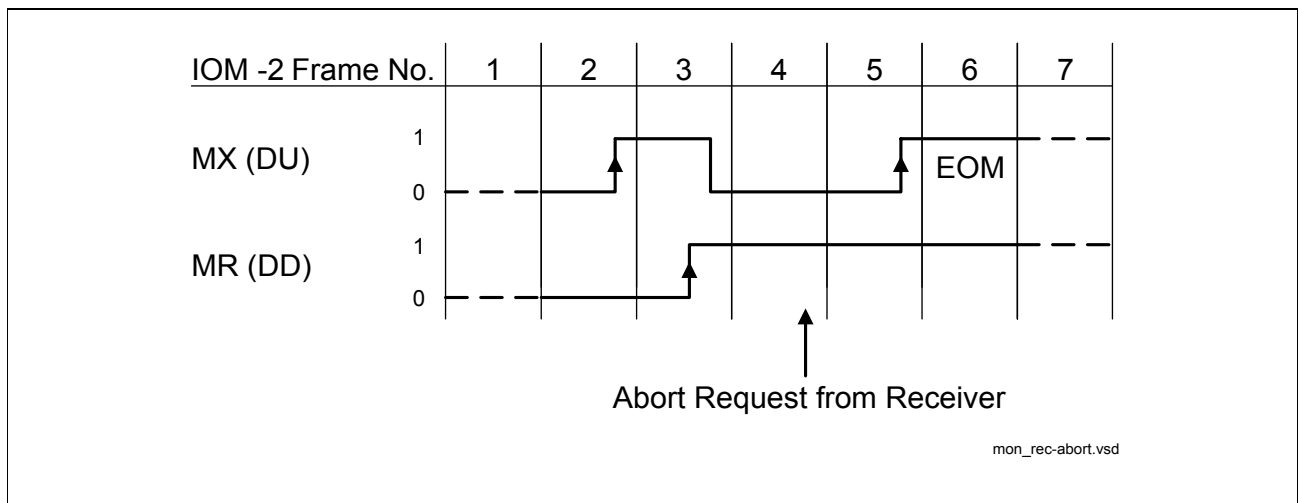 IOM -2 Frame No. 1 2 3 4 5 6 7
1
MX (DU)
0
EOM
1
MR (DD)
0
Abort Request from Receiver
mon_rec-abort.vsd